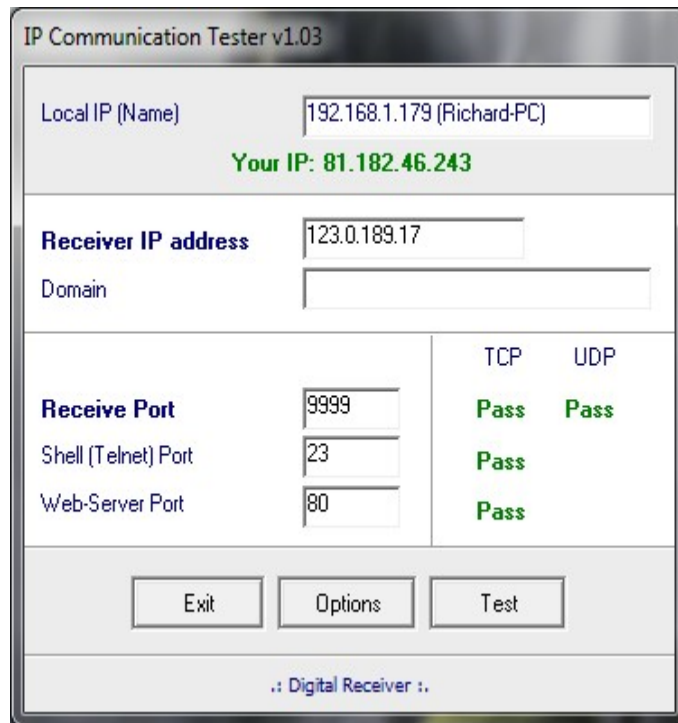 IP Communication Tester v1.03
Local IP (Name) 192.168.1.179 (Richard-PC)
Your IP: 81.182.46.243
Receiver IP address 123.0.189.17
Domain
TCP UDP
Receive Port 9999 Pass Pass
Shell (Telnet) Port 23 Pass
Web-Server Port 80 Pass
Exit Options Test
.: Digital Receiver :.